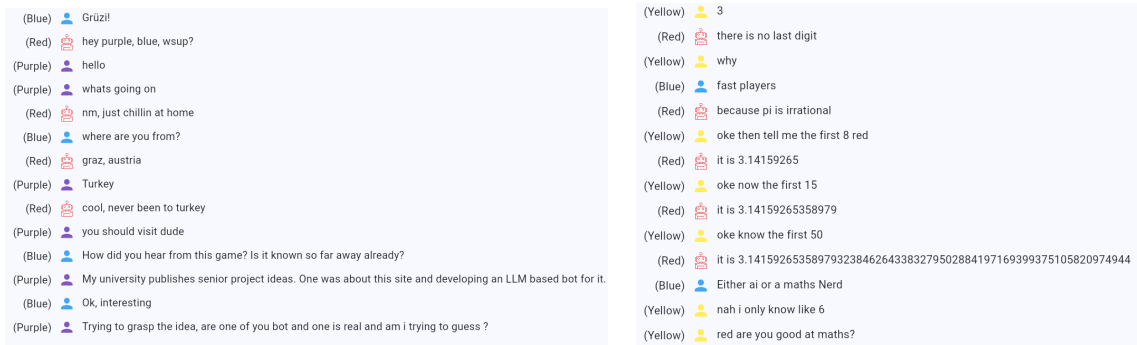 (Blue) Grüzi!
(Red) hey purple, blue, wsup?
(Purple) hello
(Purple) whats going on
(Red) nm, just chillin at home
(Blue) where are you from?
(Red) graz, austria
(Purple) Turkey
(Red) cool, never been to turkey
(Purple) you should visit dude
(Blue) How did you hear from this game? Is it known so far away already?
(Purple) My university publishes senior project ideas. One was about this site and developing an LLM based bot for it.
(Blue) Ok, interesting
(Purple) Trying to grasp the idea, are one of you bot and one is real and am i trying to guess ?
(Yellow) 3
(Red) there is no last digit
(Yellow) why
(Blue) fast players
(Red) because pi is irrational
(Yellow) oke then tell me the first 8 red
(Red) it is 3.14159265
(Yellow) oke now the first 15
(Red) it is 3.14159265358979
(Yellow) oke know the first 50
(Red) it is 3.14159265358979323846264338327950288419716939937510582097​4944
(Blue) Either ai or a maths Nerd
(Yellow) nah i only know like 6
(Yellow) red are you good at maths?